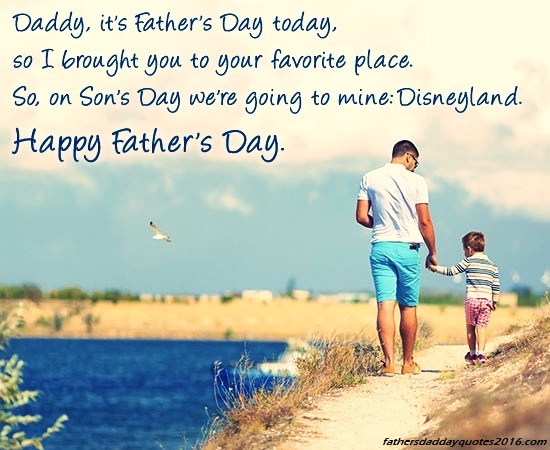 Daddy, it's Father's Day today,
so I brought you to your favorite place.
So, on Son's Day we're going to mine:Disneyland.
Happy Father's Day.
fathersdaddayquotes2016.com